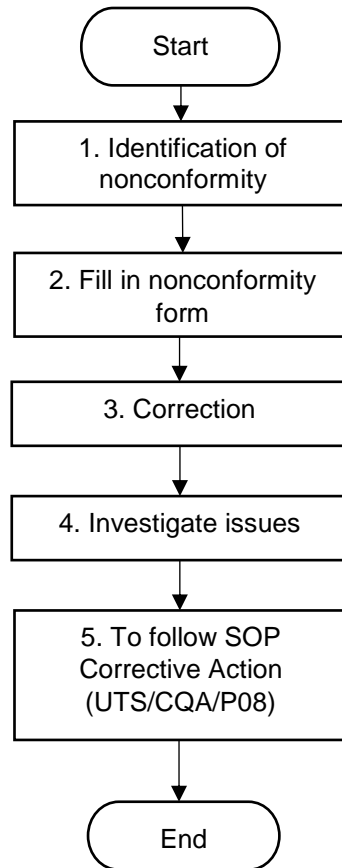 Start
1. Identification of
nonconformity
2. Fill in nonconformity
form
3. Correction
4. Investigate issues
5. To follow SOP
Corrective Action
(UTS/CQA/P08)
End